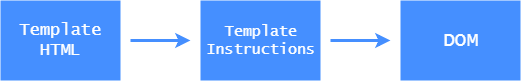 Template
HTML
Template
Instructions
DOM